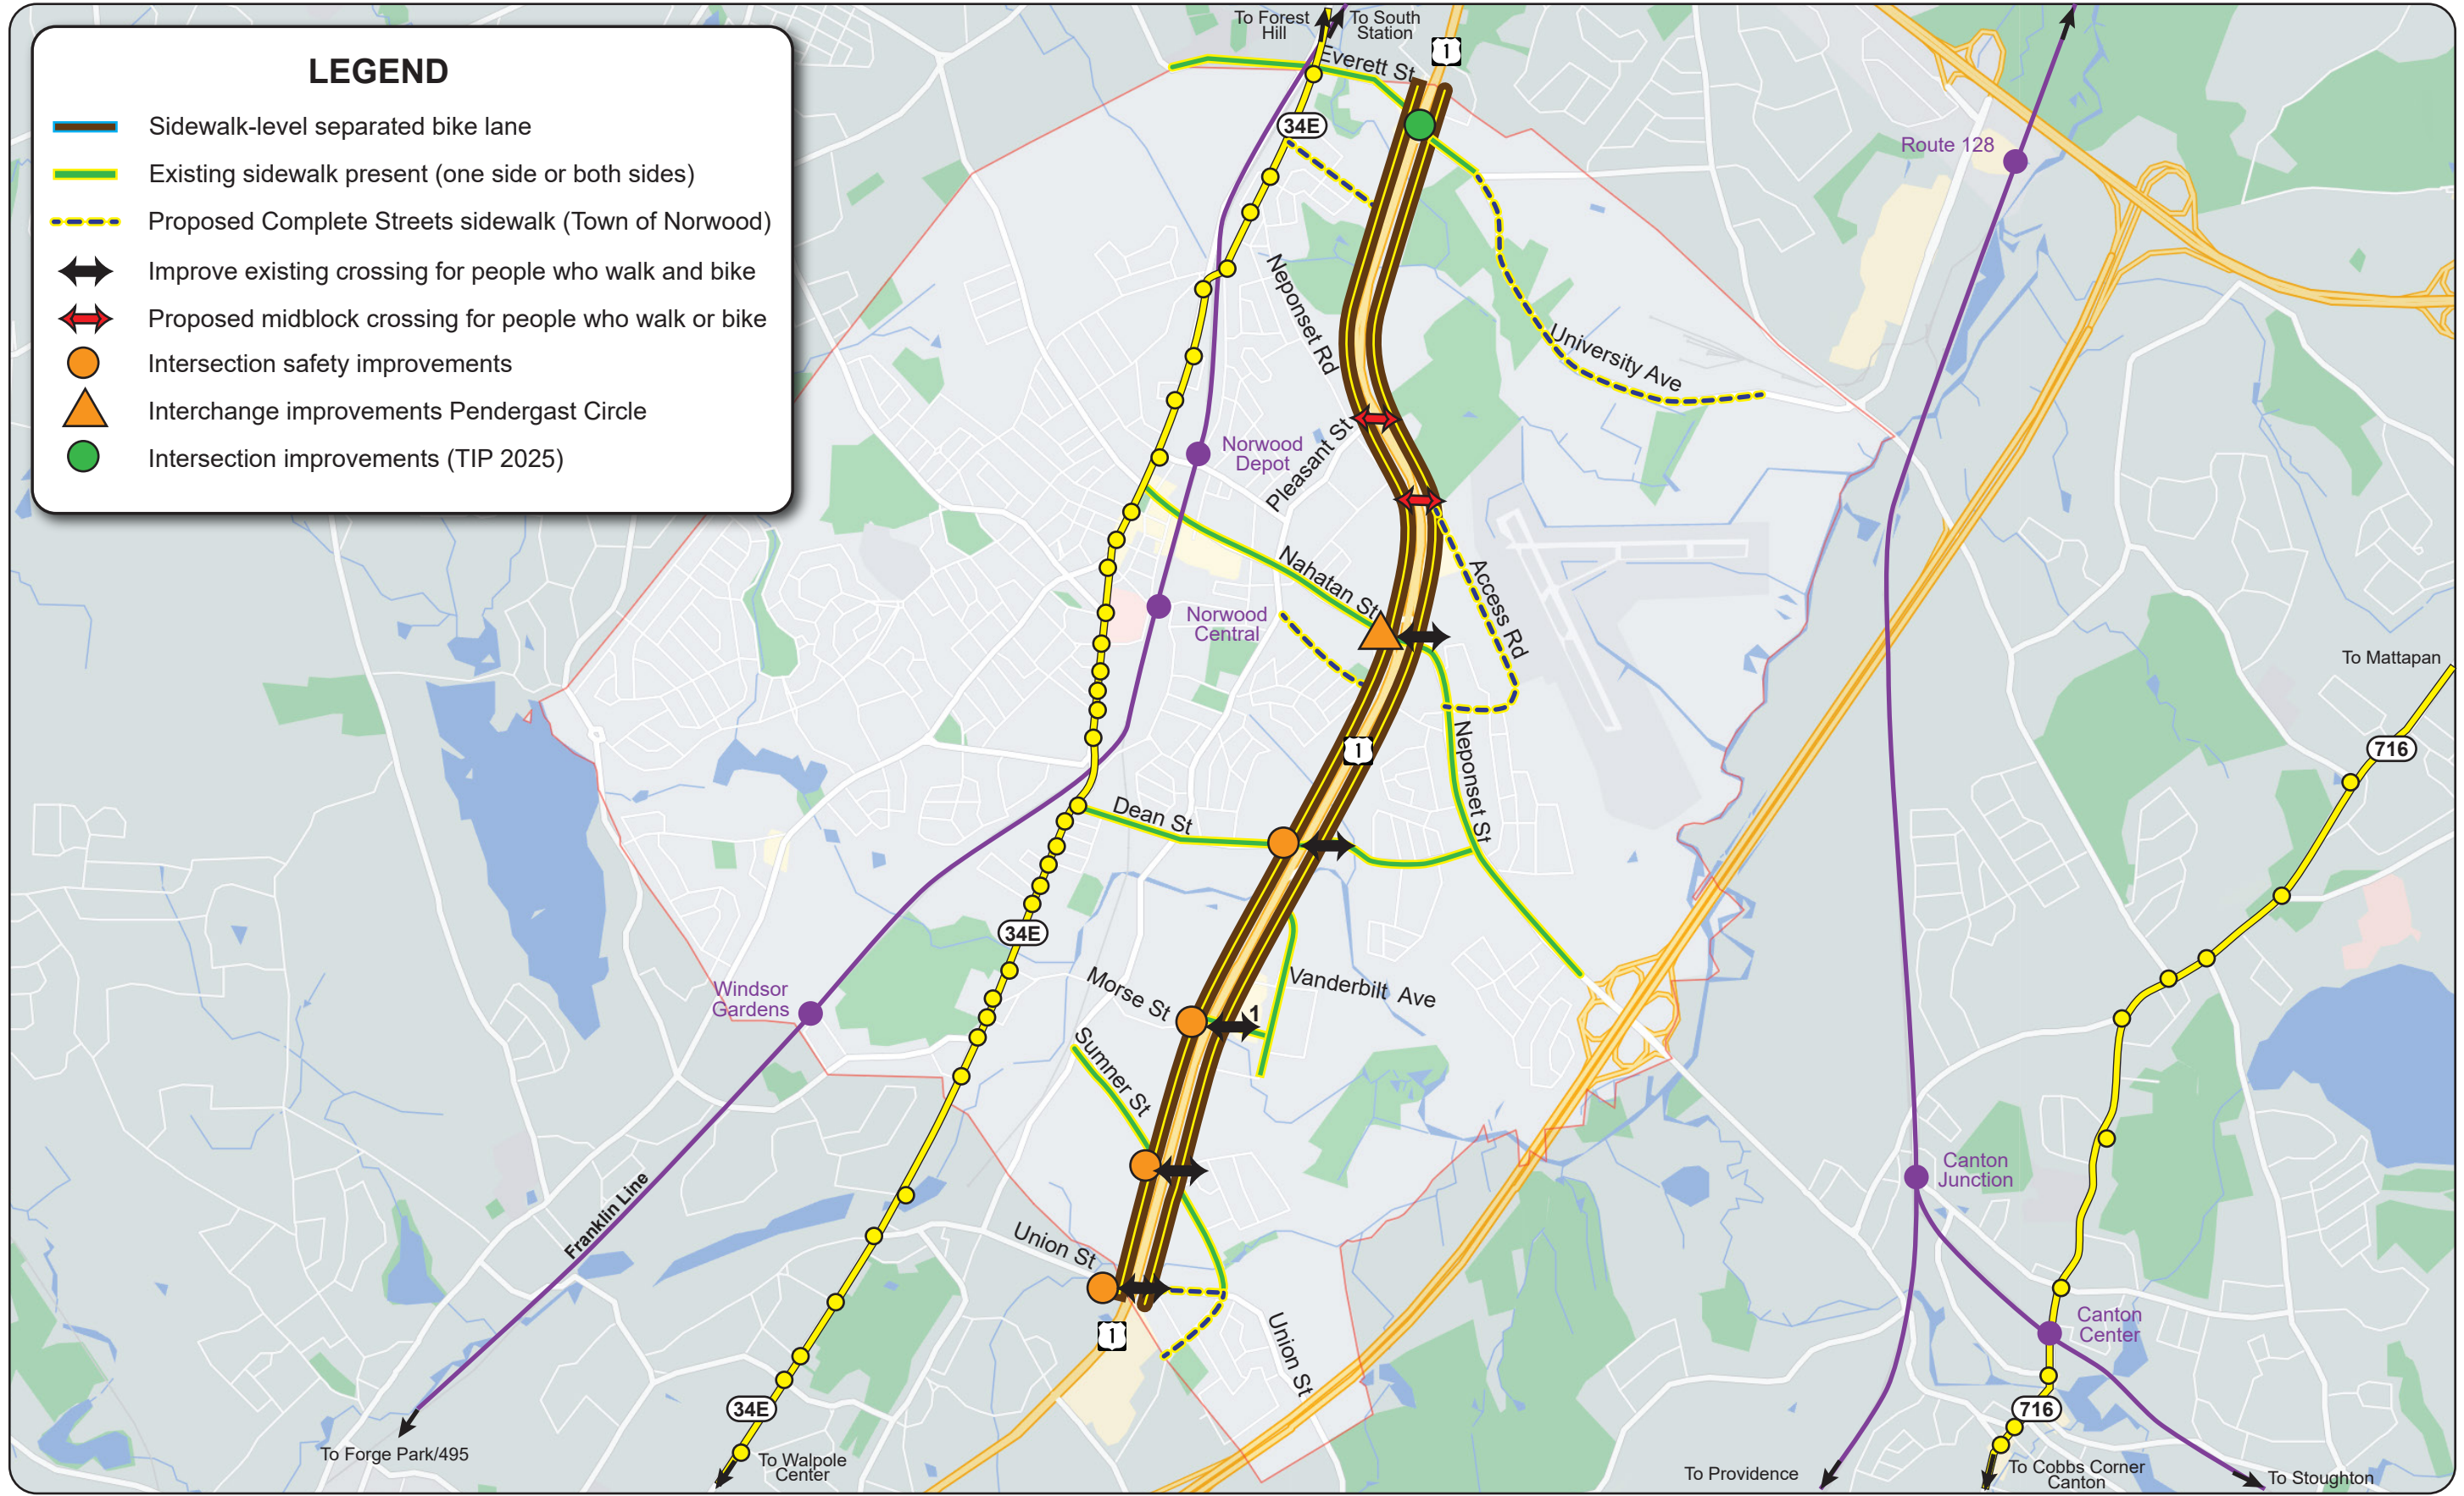 LEGEND
Sidewalk-level separated bike lane
Existing sidewalk present (one side or both sides)
Proposed Complete Streets sidewalk (Town of Norwood)
Improve existing crossing for people who walk and bike
Proposed midblock crossing for people who walk or bike
Intersection safety improvements
Interchange improvements Pendergast Circle
Intersection improvements (TIP 2025)
To Forest
Hill
To South
Station
1
Everett St
34E
Route 128
Neponset Rd
University Ave
Pleasant St
Norwood
Depot
Nahatan St
Access Rd
Norwood
Central
To Mattapan
716
1
Neponset St
Dean St
34E
Windsor
Gardens
Morse St
1
Vanderbilt Ave
Sumner St
Canton
Junction
Franklin Line
Union St
1
Union St
Canton
Center
34E
716
To Forge Park/495
To Walpole
Center
To Providence
To Cobbs Corner
Canton
To Stoughton